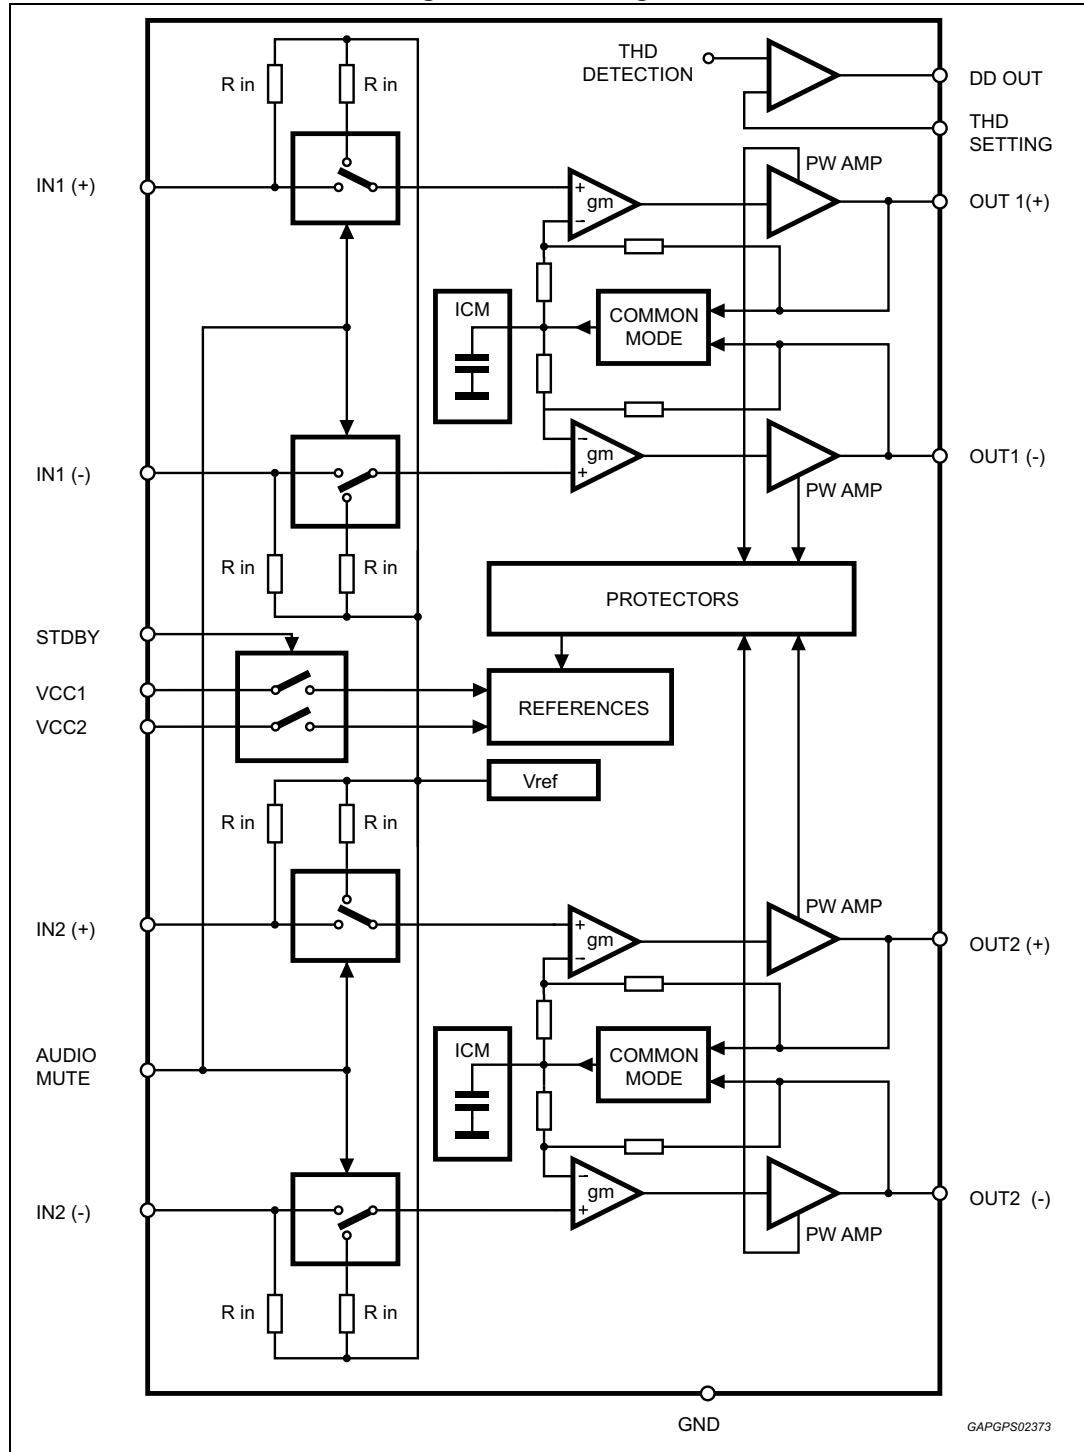 THD
DETECTION
DD OUT
THD
SETTING
R in
R in
PW AMP
IN1 (+)
+
gm
−
OUT 1(+)
ICM
COMMON
MODE
IN1 (-)
−
gm
+
OUT1 (-)
PW AMP
R in
R in
PROTECTORS
STDBY
VCC1
VCC2
REFERENCES
Vref
R in
R in
PW AMP
IN2 (+)
+
gm
−
OUT2 (+)
AUDIO
MUTE
ICM
COMMON
MODE
IN2 (-)
−
gm
+
OUT2 (-)
PW AMP
R in
R in
GND
GAPGPS02373